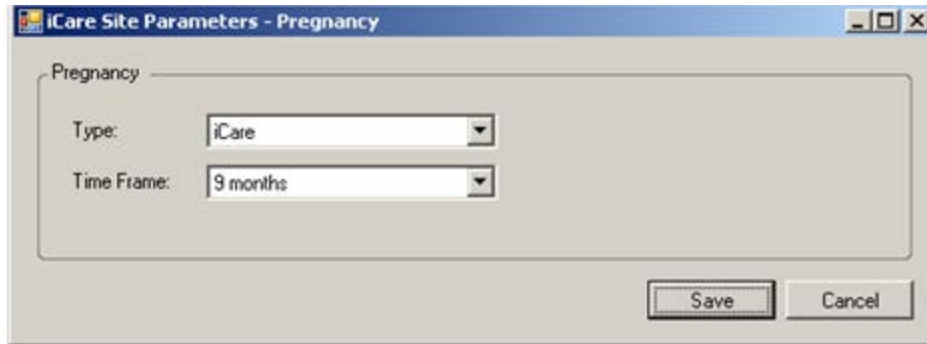 iCare Site Parameters - Pregnancy
Pregnancy
Type: iCare
Time Frame: 9 months
Save Cancel